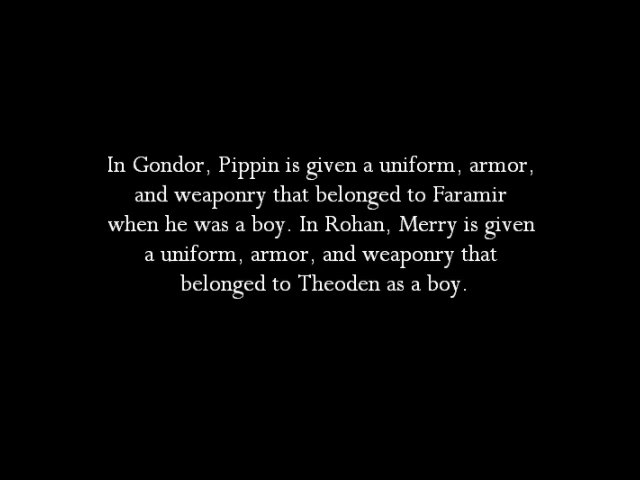 In Gondor, Pippin is given a uniform, armor,
and weaponry that belonged to Faramir
when he was a boy. In Rohan, Merry is given
a uniform, armor, and weaponry that
belonged to Theoden as a boy.